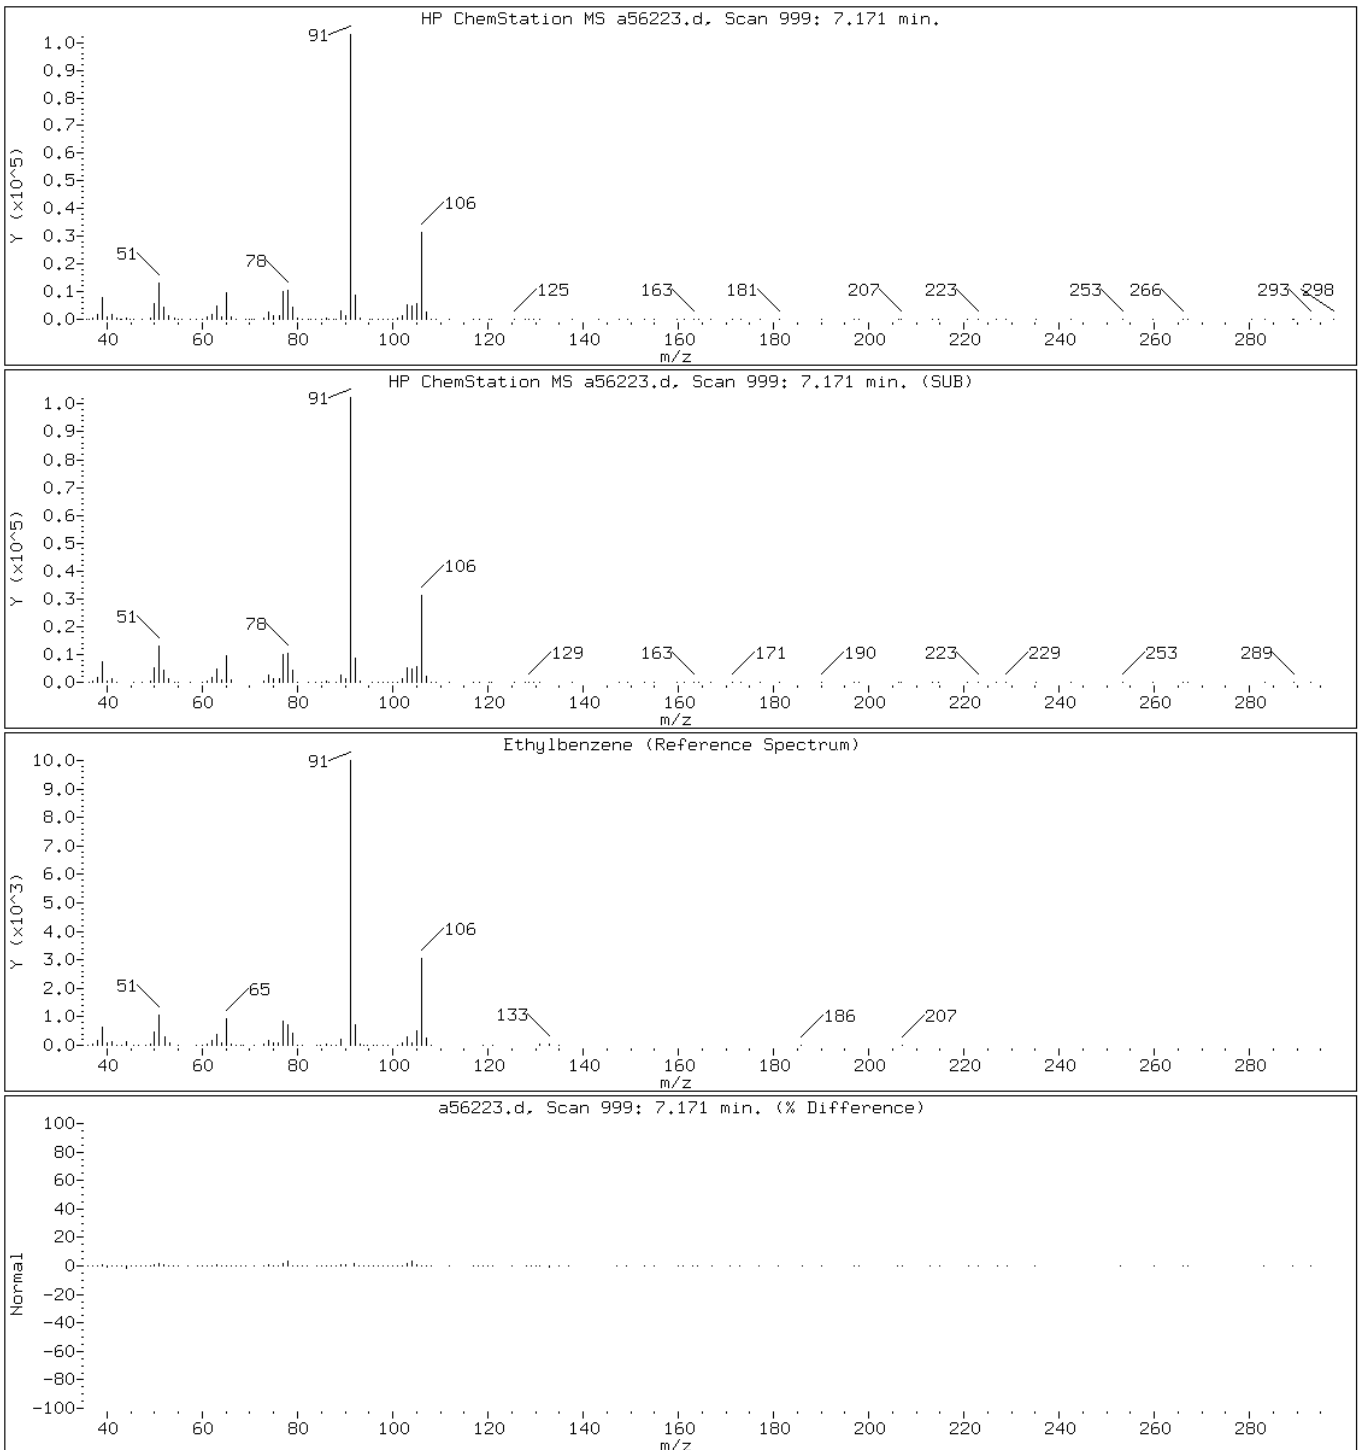 HP ChemStation MS a56223.d, Scan 999: 7.171 min.
91
1.0
0.9
0.8
0.7
0.6
0.5
0.4
0.3
0.2
0.1
0.0
Y (x10^5)
106
51
78
125 163 181 207 223 253 266 293 298
40 60 80 100 120 140 160 180 200 220 240 260 280
m/z
HP ChemStation MS a56223.d, Scan 999: 7.171 min. (SUB)
91
1.0
0.9
0.8
0.7
0.6
0.5
0.4
0.3
0.2
0.1
0.0
Y (x10^5)
106
51
78
129 163 171 190 223 229 253 289
40 60 80 100 120 140 160 180 200 220 240 260 280
m/z
Ethylbenzene (Reference Spectrum)
91
10.0
9.0
8.0
7.0
6.0
5.0
4.0
3.0
2.0
1.0
0.0
Y (x10^3)
106
51
65
133 186 207
40 60 80 100 120 140 160 180 200 220 240 260 280
m/z
a56223.d, Scan 999: 7.171 min. (% Difference)
100
80
60
40
20
0
-20
-40
-60
-80
-100
Normal
40 60 80 100 120 140 160 180 200 220 240 260 280
m/z